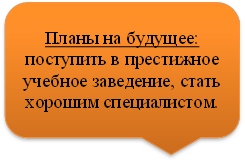 Планы на будущее:
поступить в престижное
учебное заведение, стать
хорошим специалистом.